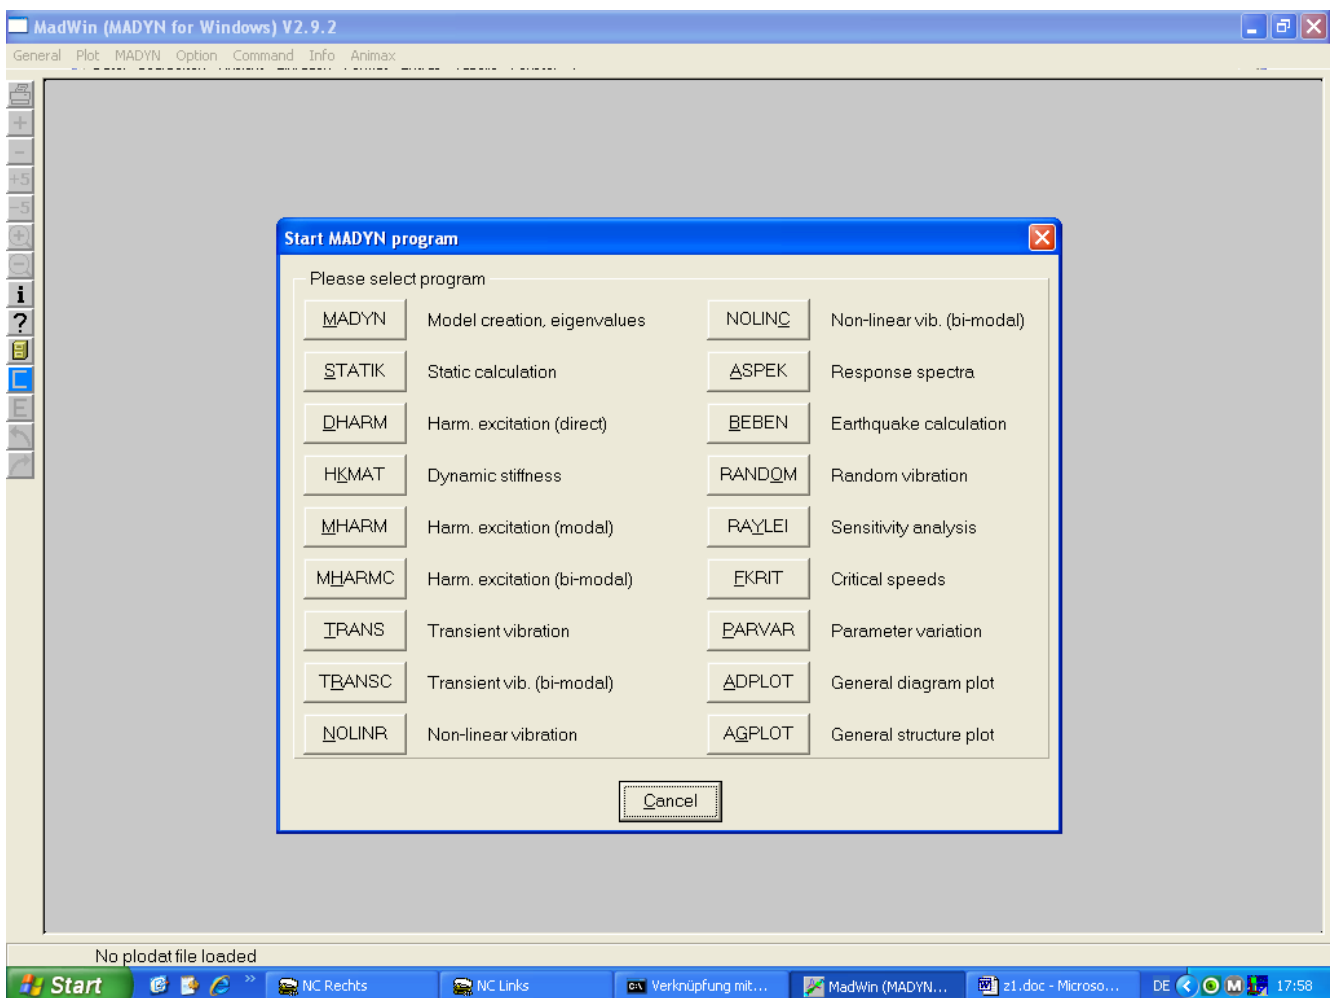 MadWin (MADYN for Windows) V2.9.2
General Plot MADYN Option Command Info Animax
+5
-5
i
?
C
E
Start MADYN program
Please select program
MADYN Model creation, eigenvalues NOLINC Non-linear vib. (bi-modal)
STATIK Static calculation ASPEK Response spectra
DHARM Harm. excitation (direct) BEBEN Earthquake calculation
HKMAT Dynamic stiffness RANDOM Random vibration
MHARM Harm. excitation (modal) RAYLEI Sensitivity analysis
MHARMC Harm. excitation (bi-modal) FKRIT Critical speeds
TRANS Transient vibration PARVAR Parameter variation
TRANSC Transient vib. (bi-modal) ADPLOT General diagram plot
NOLINR Non-linear vibration AGPLOT General structure plot
Cancel
No plodat file loaded
Start NC Rechts NC Links Verknüpfung mit... MadWin (MADYN... z1.doc - Microso... DE 17:58